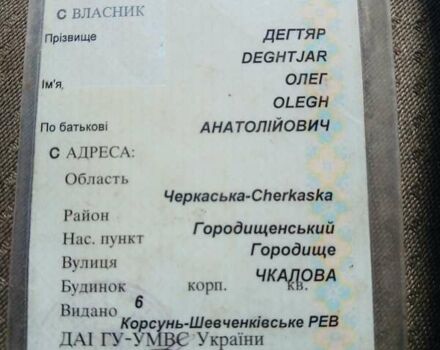 С ВЛАСНИК
Прізвище ДЕГТЯР
DEGHTJAR
Ім'я, ОЛЕГ
OLEGH
По батькові АНАТОЛІЙОВИЧ
С АДРЕСА:
Область
Черкаська-Cherkaska
Район Городищенський
Нас. пункт Городище
Вулиця ЧКАЛОВА
Будинок корп. кв.
6
Видано Корсунь-Шевченківське РЕВ
ДАІ ГУ-УМВС України